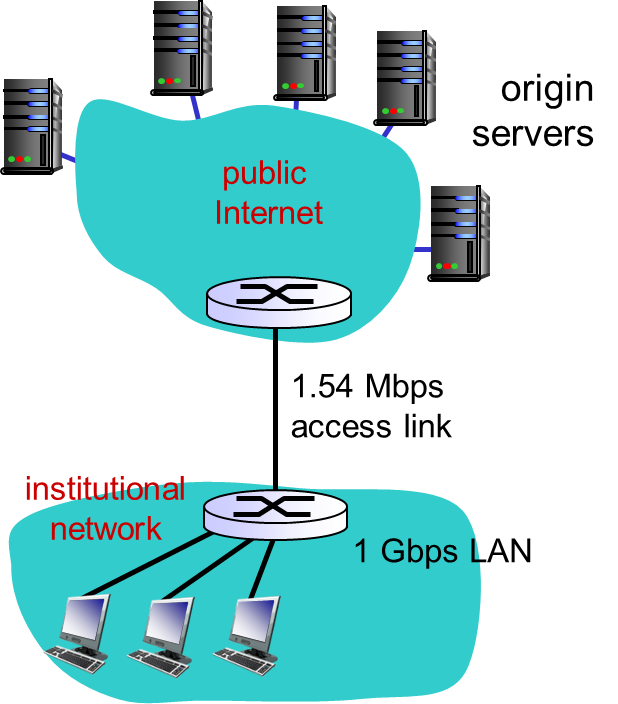 origin
servers
public
Internet
1.54 Mbps
access link
institutional
network
1 Gbps LAN